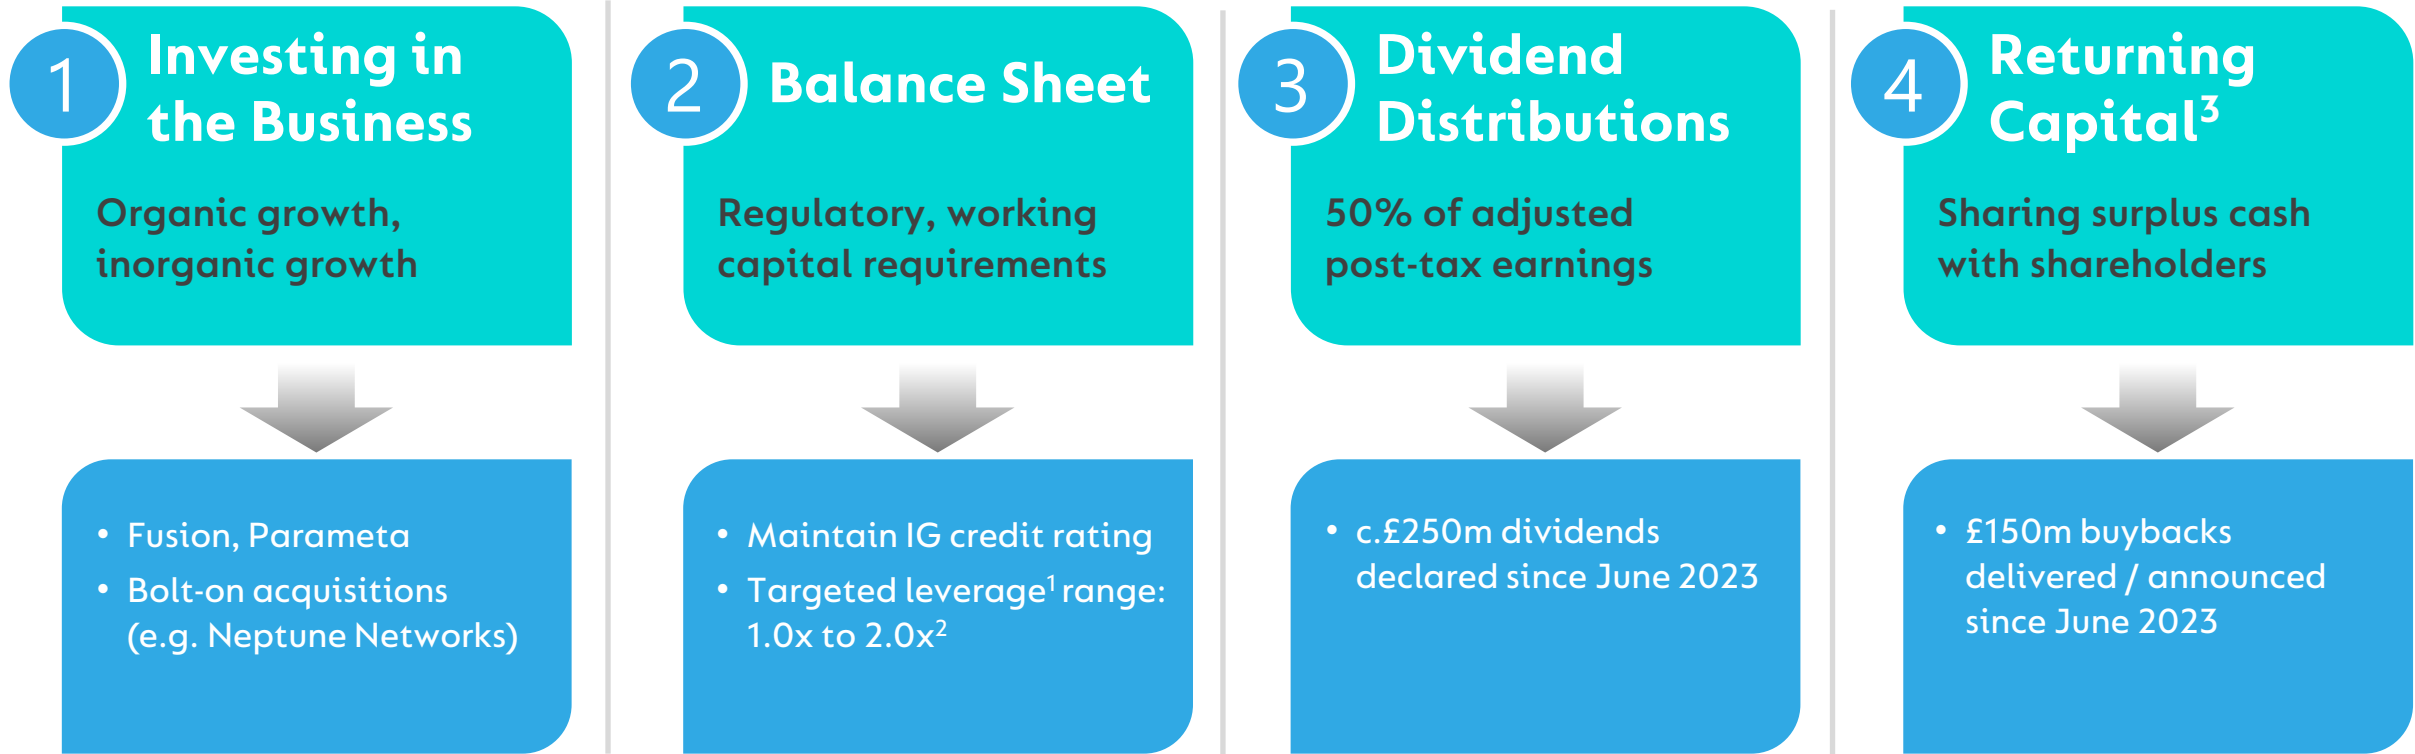 1
Investing in
the Business
Organic growth,
inorganic growth
• Fusion, Parameta
• Bolt-on acquisitions
(e.g. Neptune Networks)
2
Balance Sheet
Regulatory, working
capital requirements
• Maintain IG credit rating
• Targeted leverage¹ range:
1.0x to 2.0x²
3
Dividend
Distributions
50% of adjusted
post-tax earnings
• c.£250m dividends
declared since June 2023
4
Returning
Capital³
Sharing surplus cash
with shareholders
• £150m buybacks
delivered / announced
since June 2023